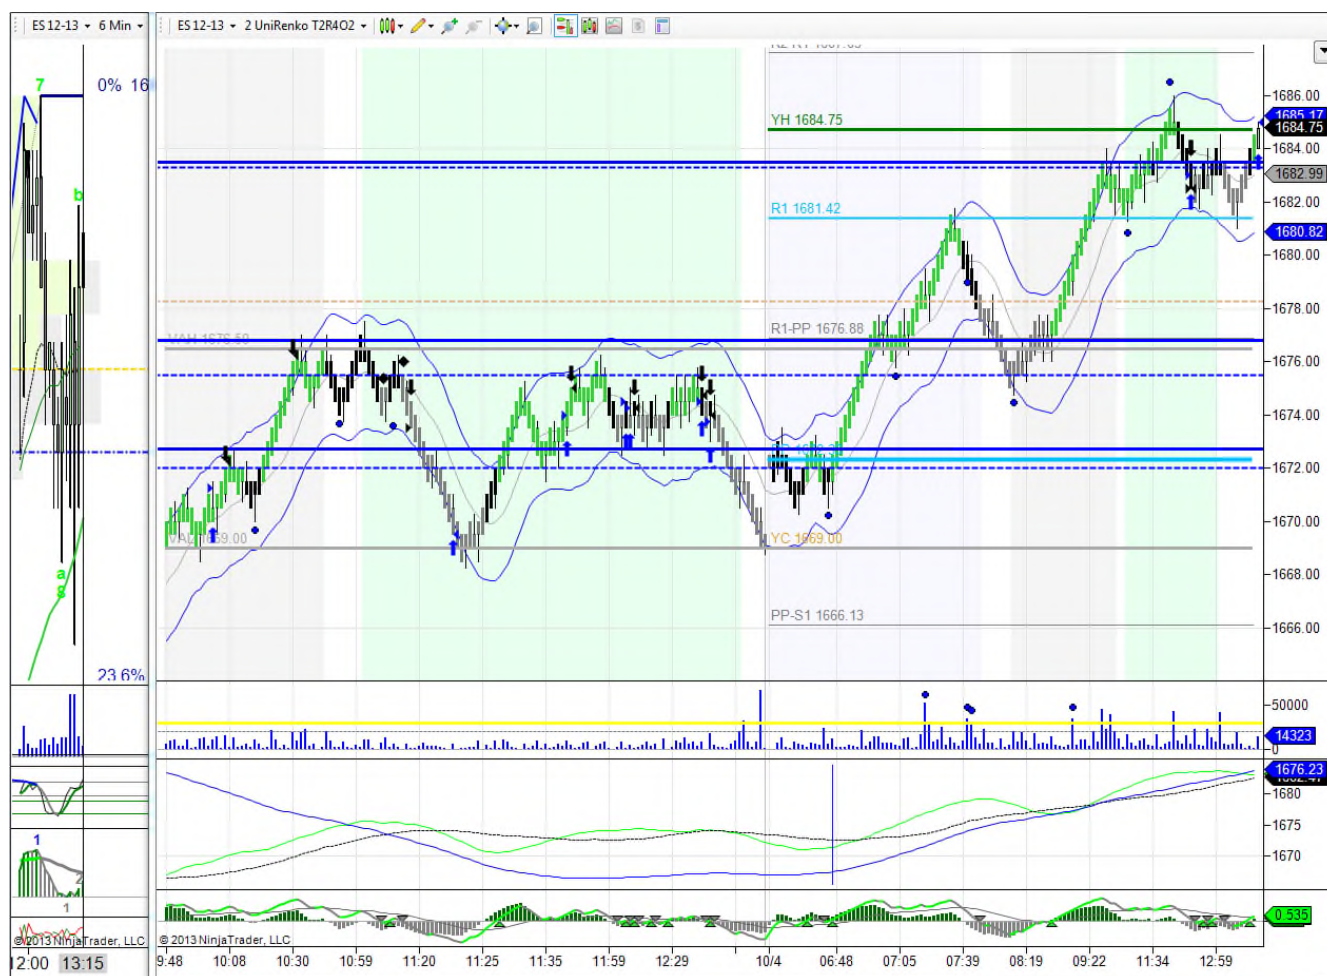 ES 12-13 6 Min
ES 12-13 2 UniRenko T2R4O2
7
0% 16
b
a
8
23.6%
1
2
1
© 2013 NinjaTrader, LLC
12:00 13:15
YH 1684.75
R1 1681.42
R1-PP 1676.88
VAH 1676.50
YC 1669.00
PP-S1 1666.13
1686.00
1685.17
1684.75
1684.00
1682.99
1682.00
1680.82
1680.00
1678.00
1676.00
1674.00
1672.00
1670.00
1668.00
1666.00
50000
14323
0
1676.23
1680
1675
1670
0.535
© 2013 NinjaTrader, LLC
9:48 10:08 10:30 10:59 11:20 11:25 11:35 11:59 12:29 10/4 06:48 07:05 07:39 08:19 09:22 11:34 12:59